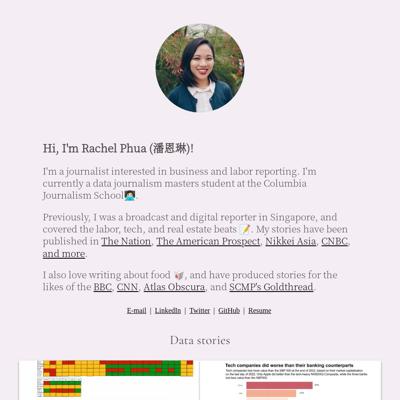 Hi, I'm Rachel Phua (潘恩琳)!
I'm a journalist interested in business and labor reporting. I'm
currently a data journalism masters student at the Columbia
Journalism School👩🏻‍💻.
Previously, I was a broadcast and digital reporter in Singapore, and
covered the labor, tech, and real estate beats 📝. My stories have been
published in The Nation, The American Prospect, Nikkei Asia, CNBC,
and more.
I also love writing about food 🥡, and have produced stories for the
likes of the BBC, CNN, Atlas Obscura, and SCMP's Goldthread.
E-mail | LinkedIn | Twitter | GitHub | Resume
Data stories
Tech companies did worse than their banking counterparts